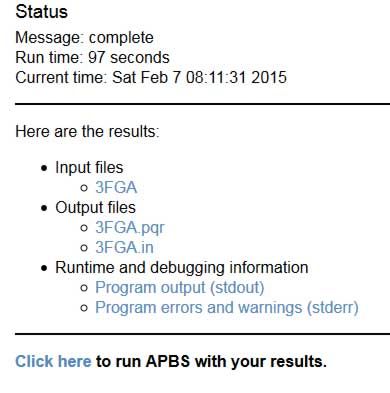 Status
Message: complete
Run time: 97 seconds
Current time: Sat Feb 7 08:11:31 2015
Here are the results:
Input files
3FGA
Output files
3FGA.pqr
3FGA.in
Runtime and debugging information
Program output (stdout)
Program errors and warnings (stderr)
Click here to run APBS with your results.